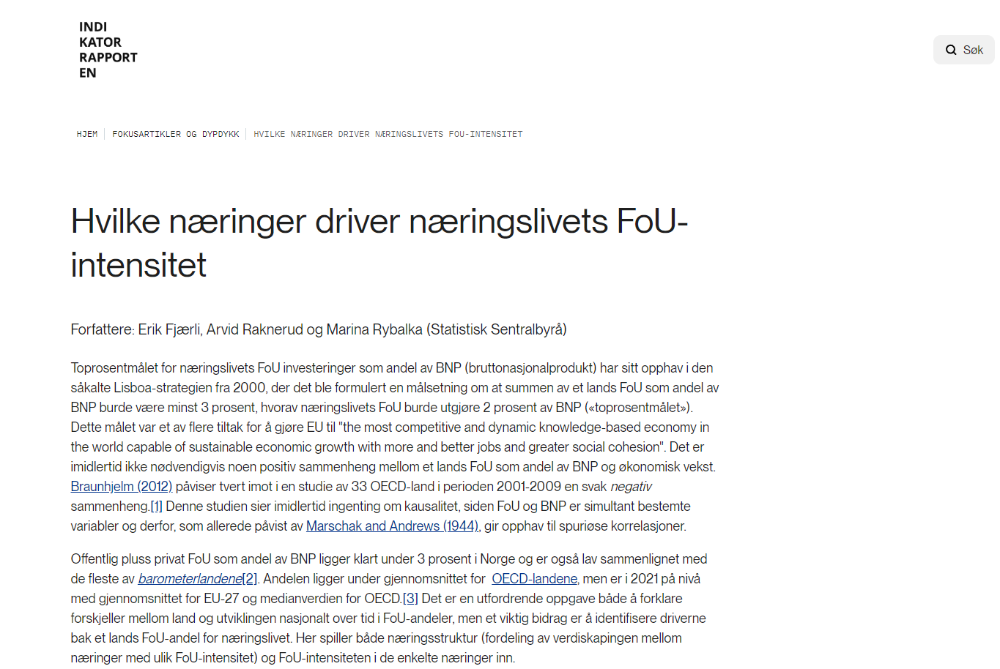 INDI
KATOR
RAPPORT
EN
Søk
HJEM
FOKUSARTIKLER OG DYPDYKK
HVILKE NÆRINGER DRIVER NÆRINGSLIVETS FOU-INTENSITET
Hvilke næringer driver næringslivets FoU-
intensitet
Forfattere: Erik Fjærli, Arvid Raknerud og Marina Rybalka (Statistisk Sentralbyrå)
Toprosentmålet for næringslivets FoU investeringer som andel av BNP (bruttonasjonalprodukt) har sitt opphav i den
såkalte Lisboa-strategien fra 2000, der det ble formulert en målsetning om at summen av et lands FoU som andel av
BNP burde være minst 3 prosent, hvorav næringslivets FoU burde utgjøre 2 prosent av BNP («toprosentmålet»).
Dette målet var et av flere tiltak for å gjøre EU til "the most competitive and dynamic knowledge-based economy in
the world capable of sustainable economic growth with more and better jobs and greater social cohesion". Det er
imidlertid ikke nødvendigvis noen positiv sammenheng mellom et lands FoU som andel av BNP og økonomisk vekst.
Braunhjelm (2012) påviser tvert imot i en studie av 33 OECD-land i perioden 2001-2009 en svak negativ
sammenheng.[1] Denne studien sier imidlertid ingenting om kausalitet, siden FoU og BNP er simultant bestemte
variabler og derfor, som allerede påvist av Marschak and Andrews (1944), gir opphav til spuriøse korrelasjoner.
Offentlig pluss privat FoU som andel av BNP ligger klart under 3 prosent i Norge og er også lav sammenlignet med
de fleste av barometerlandene[2]. Andelen ligger under gjennomsnittet for OECD-landene, men er i 2021 på nivå
med gjennomsnittet for EU-27 og medianverdien for OECD.[3] Det er en utfordrende oppgave både å forklare
forskjeller mellom land og utviklingen nasjonalt over tid i FoU-andeler, men et viktig bidrag er å identifisere driverne
bak et lands FoU-andel for næringslivet. Her spiller både næringsstruktur (fordeling av verdiskapingen mellom
næringer med ulik FoU-intensitet) og FoU-intensiteten i de enkelte næringer inn.